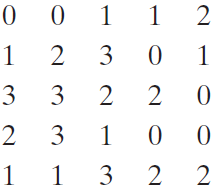 0 0 1 1 2
1 2 3 0 1
3 3 2 2 0
2 3 1 0 0
1 1 3 2 2